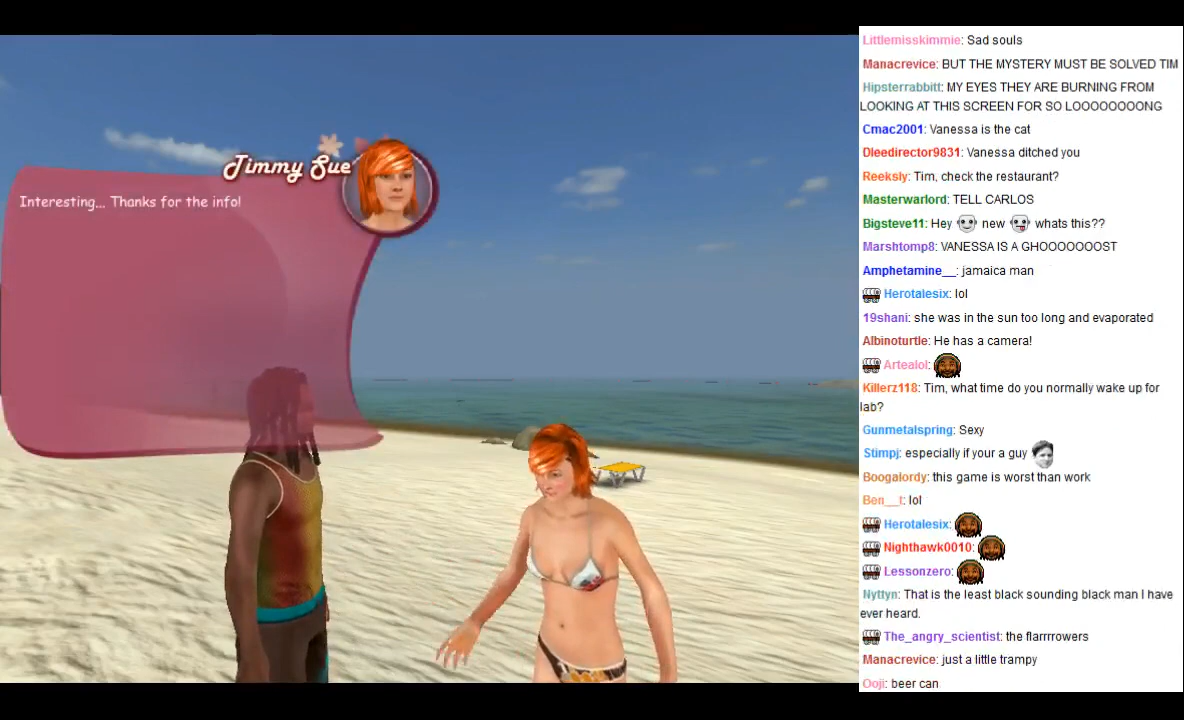 Jimmy Sue
Interesting... Thanks for the info!
Littlemisskimmie: Sad souls
Manacrevice: BUT THE MYSTERY MUST BE SOLVED TIM
Hipsterrabbitt: MY EYES THEY ARE BURNING FROM
LOOKING AT THIS SCREEN FOR SO LOOOOOOOONG
Cmac2001: Vanessa is the cat
Dleedirector9831: Vanessa ditched you
Reeksly: Tim, check the restaurant?
Masterwarlord: TELL CARLOS
Bigsteve11: Hey new whats this??
Marshtomp8: VANESSA IS A GHOOOOOOOST
Amphetamine__: jamaica man
Herotalesix: lol
19shani: she was in the sun too long and evaporated
Albinoturtle: He has a camera!
Artealol:
Killerz118: Tim, what time do you normally wake up for
lab?
Gunmetalspring: Sexy
Stimpj: especially if your a guy
Boogalordy: this game is worst than work
Ben__t: lol
Herotalesix:
Nighthawk0010:
Lessonzero:
Nyttyn: That is the least black sounding black man I have
ever heard.
The_angry_scientist: the flarrrrowers
Manacrevice: just a little trampy
Ooji: beer can